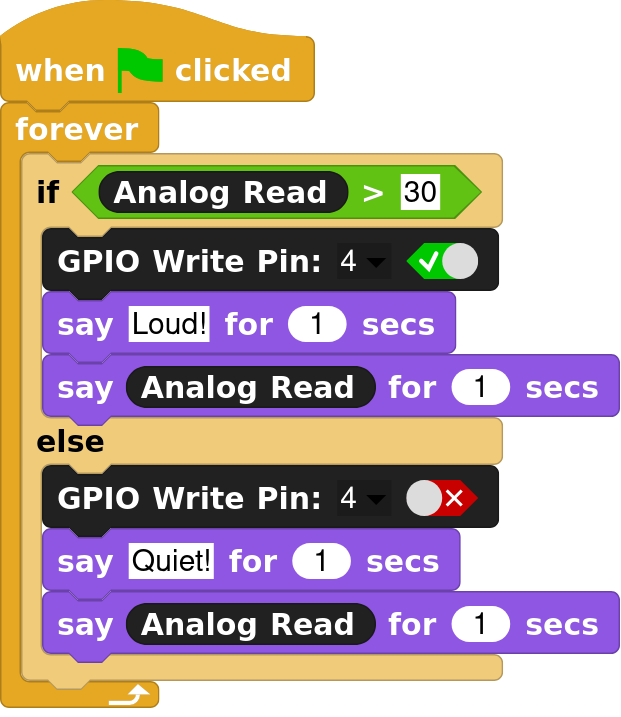 when clicked
forever
if Analog Read > 30
GPIO Write Pin: 4
say Loud! for 1 secs
say Analog Read for 1 secs
else
GPIO Write Pin: 4
say Quiet! for 1 secs
say Analog Read for 1 secs